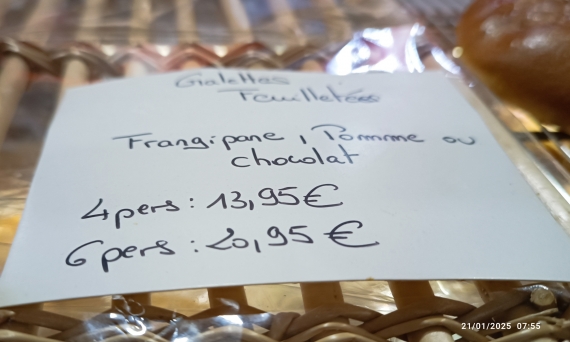 Galettes
Feuilletées
Frangipane, Pomme ou
chocolat
4 pers : 13,95€
6 pers : 20,95 €
21/01/2025 07:55